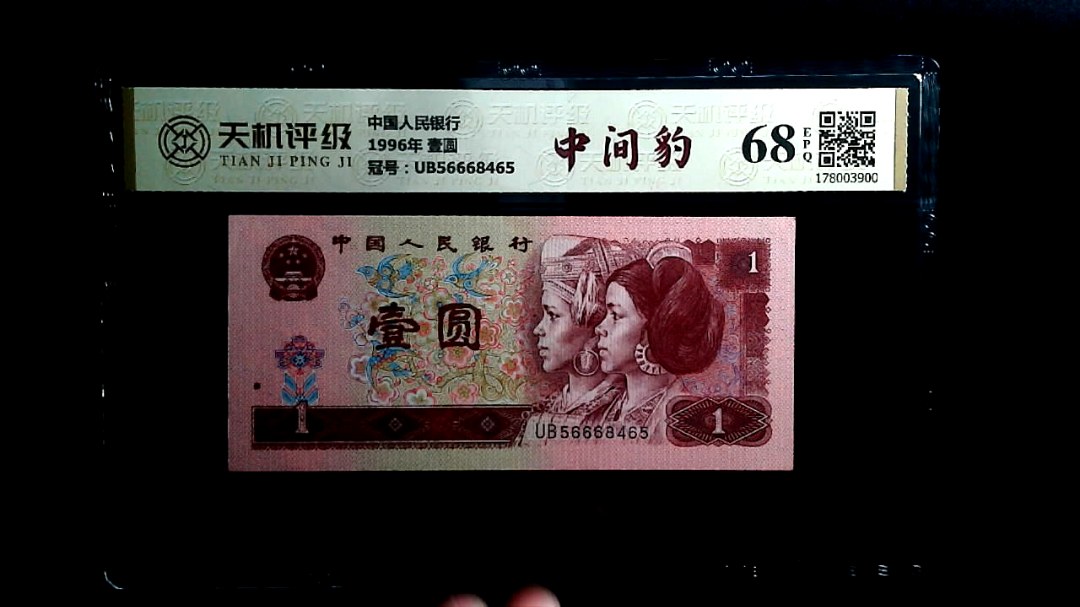 天机评级
TIAN JI PING JI
中国人民银行
1996年 壹圆
冠号：UB56668465
中间豹
68
EPQ
178003900
中国人民银行
1
壹圆
1
UB56668465
1